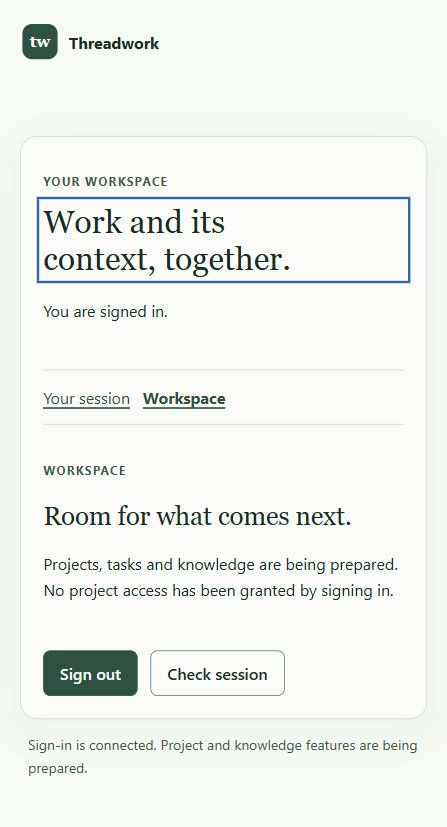 tw Threadwork
YOUR WORKSPACE
Work and its
context, together.
You are signed in.
Your session Workspace
WORKSPACE
Room for what comes next.
Projects, tasks and knowledge are being prepared.
No project access has been granted by signing in.
Sign out Check session
Sign-in is connected. Project and knowledge features are being
prepared.